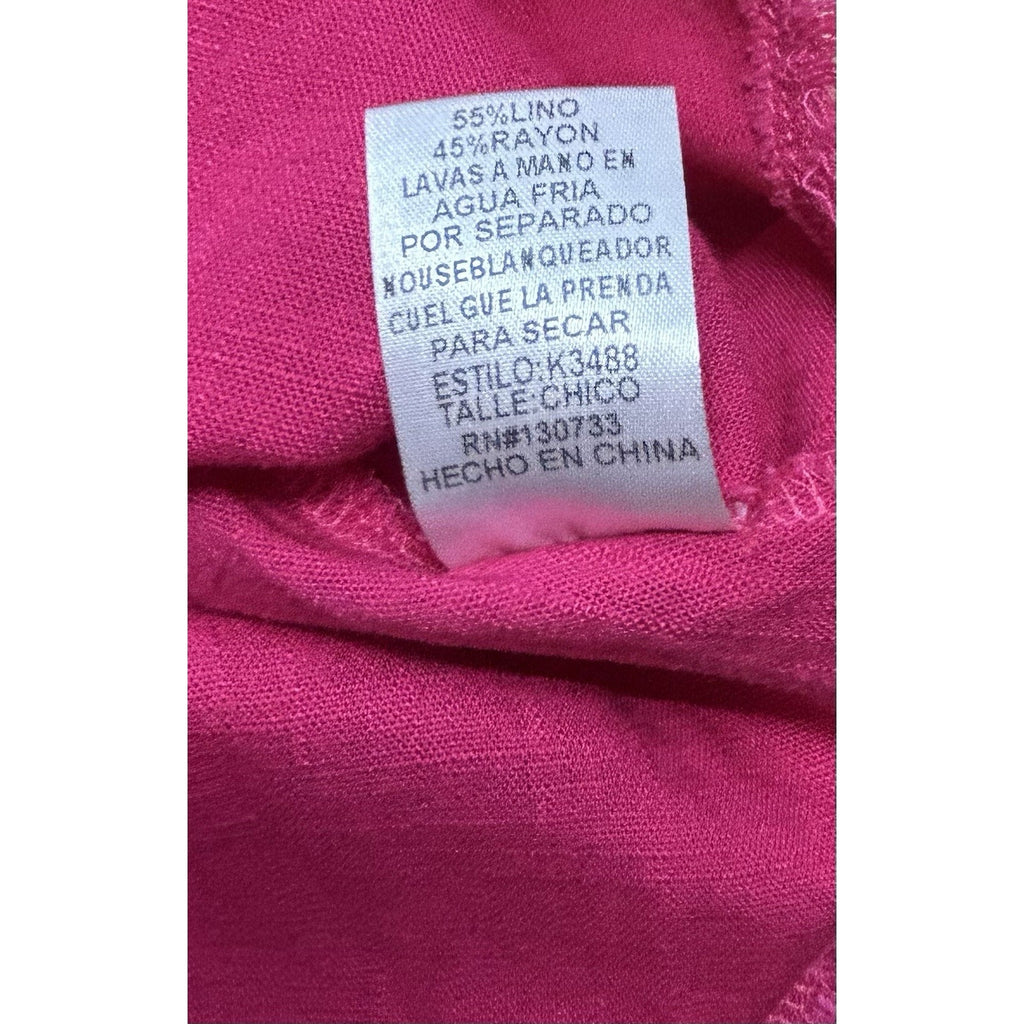 55%LINO
45%RAYON
LAVAS A MANO EN
AGUA FRIA
POR SEPARADO
NOUSEBLANQUEADOR
CUEL GUE LA PRENDA
PARA SECAR
ESTILO:K3488
TALLE:CHICO
RN#130733
HECHO EN CHINA